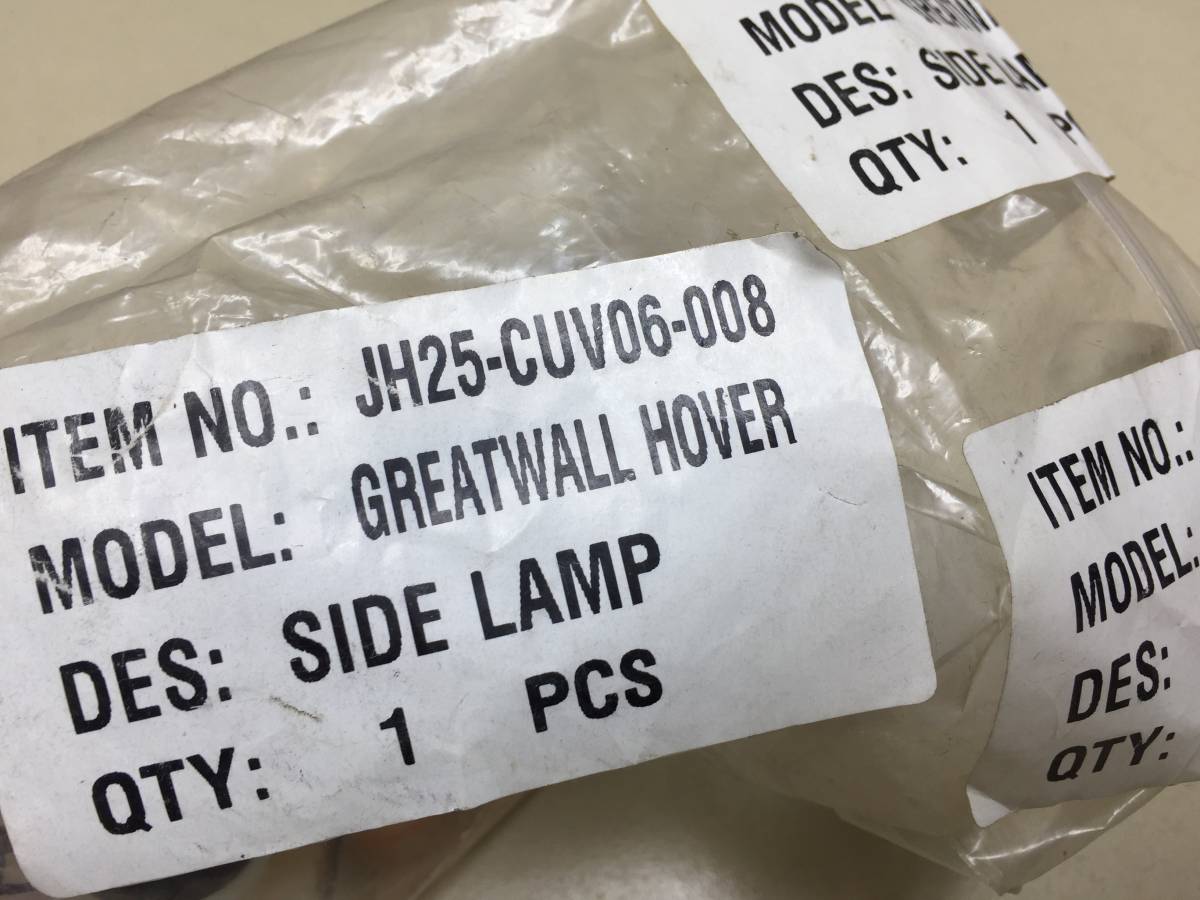 MODEL
DES: SIDE
QTY: 1
ITEM NO.: JH25-CUV06-008
MODEL: GREATWALL HOVER
DES: SIDE LAMP
QTY: 1 PCS
ITEM NO.:
MODEL:
DES:
QTY: